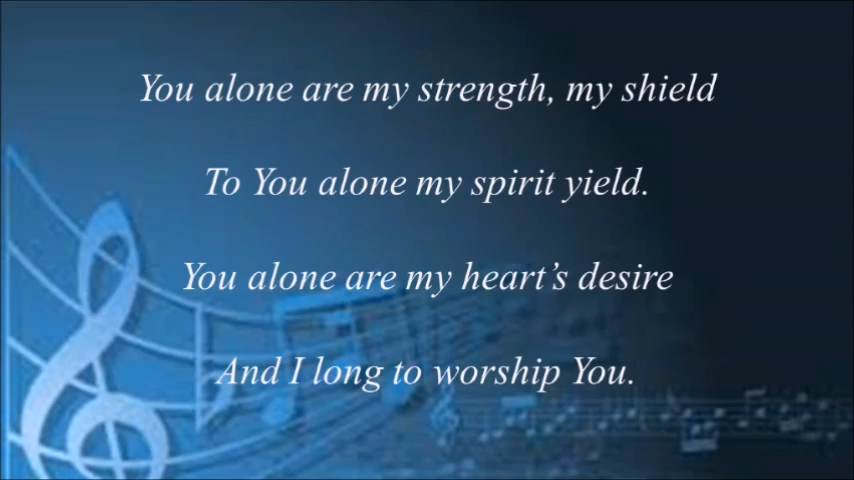 You alone are my strength, my shield
To You alone my spirit yield.
You alone are my heart’s desire
And I long to worship You.